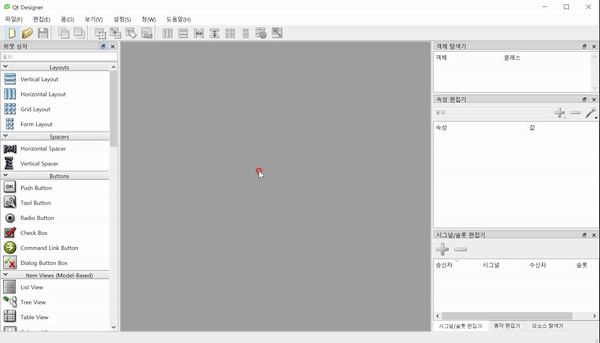 Qt Designer
파일(F) 편집(E) 폼(O) 보기(V) 설정(S) 창(W) 도움말(H)
위젯 상자
필터
Layouts
Vertical Layout
Horizontal Layout
Grid Layout
Form Layout
Spacers
Horizontal Spacer
Vertical Spacer
Buttons
OK Push Button
Tool Button
Radio Button
Check Box
Command Link Button
Dialog Button Box
Item Views (Model-Based)
List View
Tree View
Table View
객체 탐색기
객체 클래스
속성 편집기
필터
속성 값
시그널/슬롯 편집기
송신자 시그널 수신자 슬롯
시그널/슬롯 편집기 동작 편집기 리소스 탐색기